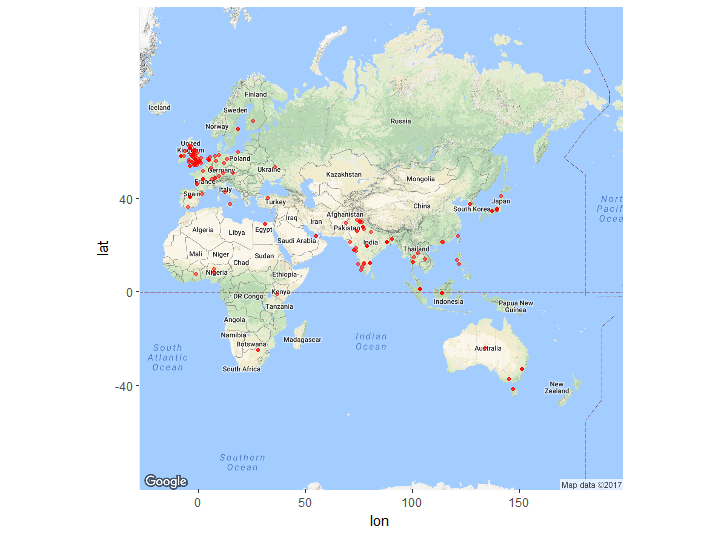 Iceland
Finland
Sweden
Norway
Russia
United
Kingdom
Poland
Germany
Ukraine
France
Kazakhstan
Mongolia
Spain
Italy
Turkey
40
South Korea
Japan
North
Pacific
Ocea
China
Afghanistan
Iraq
Iran
Algeria
Libya
Egypt
Pakistan
Saudi Arabia
India
Mali
Niger
Chad
Sudan
Thailand
Nigeria
Ethiopia
lat
0
DR Congo
Kenya
Indonesia
Papua New
Guinea
Tanzania
Angola
Namibia
Madagascar
Botswana
South
Atlantic
Ocean
Indian
Ocean
Australia
South Africa
-40
New
Zealand
Southern
Ocean
Google
Map data ©2017
0
50
100
150
lon